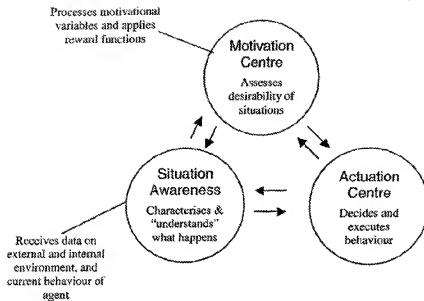 Processes motivational
variables and applies
reward functions
Motivation
Centre
Assesses
desirability of
situations
Situation
Awareness
Characterises &
"understands"
what happens
Actuation
Centre
Decides and
executes
behaviour
Receives data on
external and internal
environment, and
current behaviour of
agent